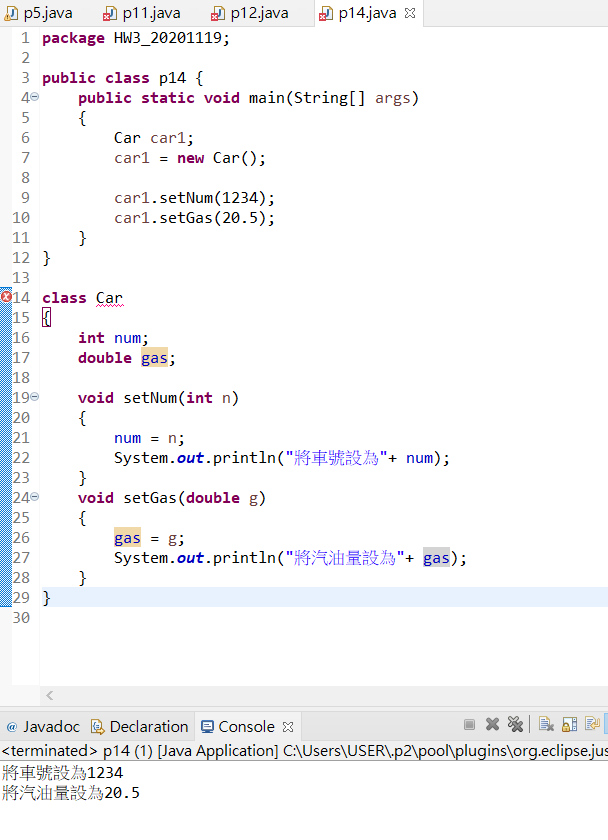 p5.java p11.java p12.java p14.java
1 package HW3_20201119;
2
3 public class p14 {
4 public static void main(String[] args)
5 {
6 Car car1;
7 car1 = new Car();
8
9 car1.setNum(1234);
10 car1.setGas(20.5);
11 }
12 }
13
14 class Car
15 {
16 int num;
17 double gas;
18
19 void setNum(int n)
20 {
21 num = n;
22 System.out.println("將車號設為"+ num);
23 }
24 void setGas(double g)
25 {
26 gas = g;
27 System.out.println("將汽油量設為"+ gas);
28 }
29 }
30
@ Javadoc Declaration Console
<terminated> p14 (1) [Java Application] C:\Users\USER\.p2\pool\plugins\org.eclipse.jus
將車號設為1234
將汽油量設為20.5